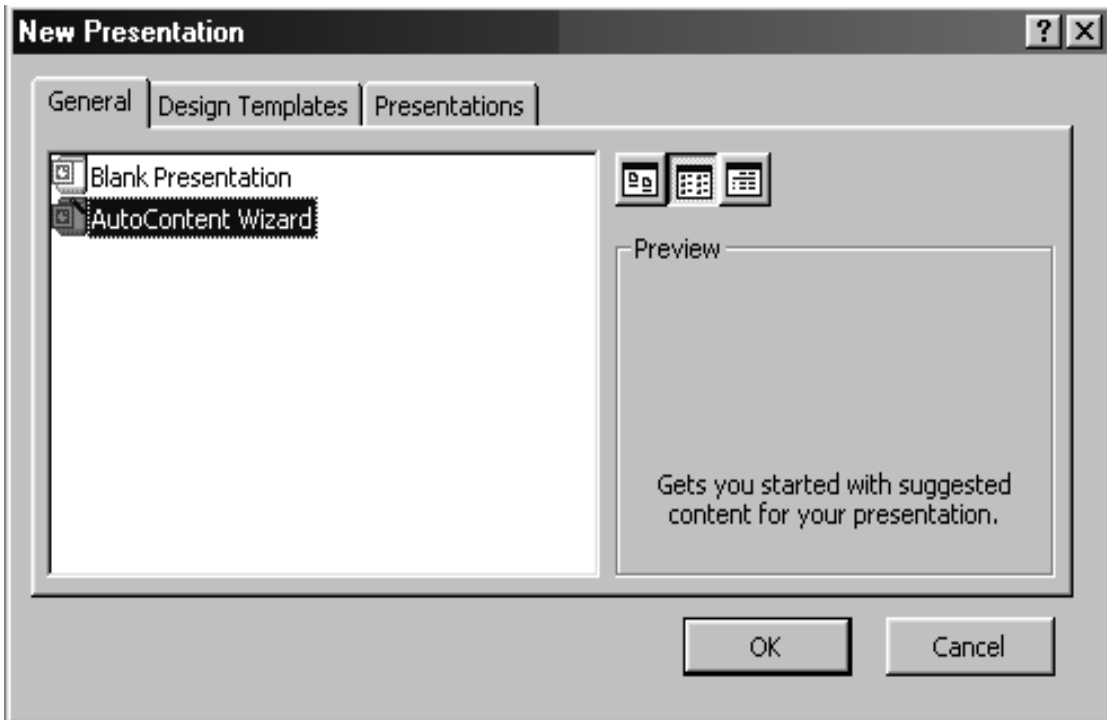 New Presentation
General Design Templates Presentations
Blank Presentation
AutoContent Wizard
Preview
Gets you started with suggested
content for your presentation.
OK Cancel